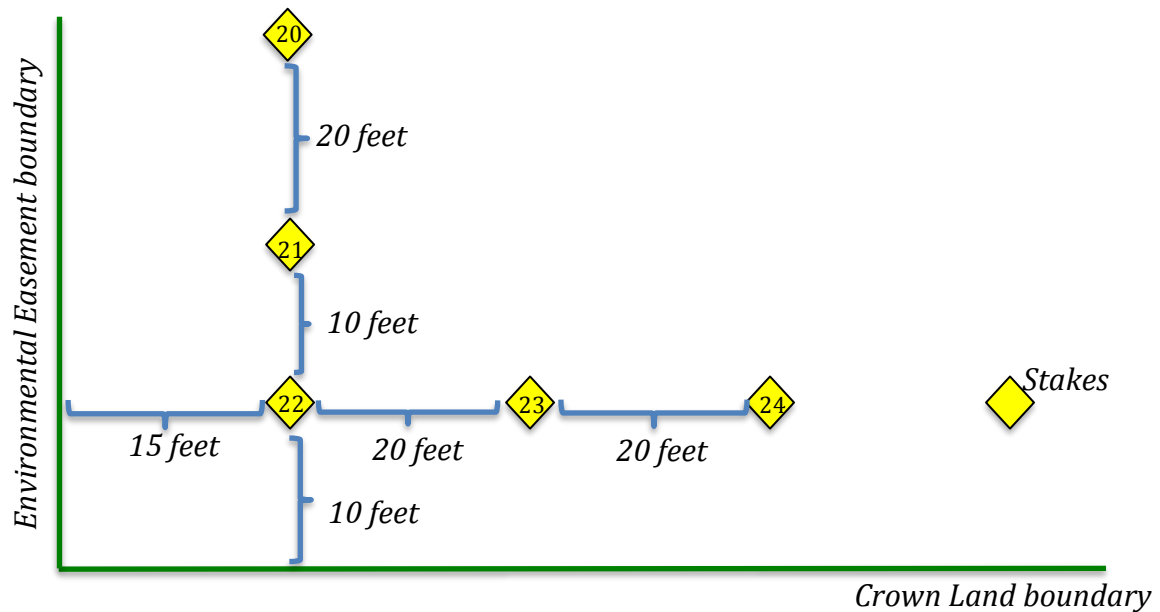 20
20 feet
21
10 feet
Stakes
22
23
24
15 feet
20 feet
20 feet
10 feet
Environmental Easement boundary
Crown Land boundary